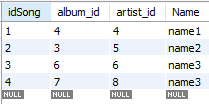 idSong album_id artist_id Name
1 4 4 name1
2 3 5 name2
3 6 6 name3
4 7 8 name3
NULL NULL NULL NULL